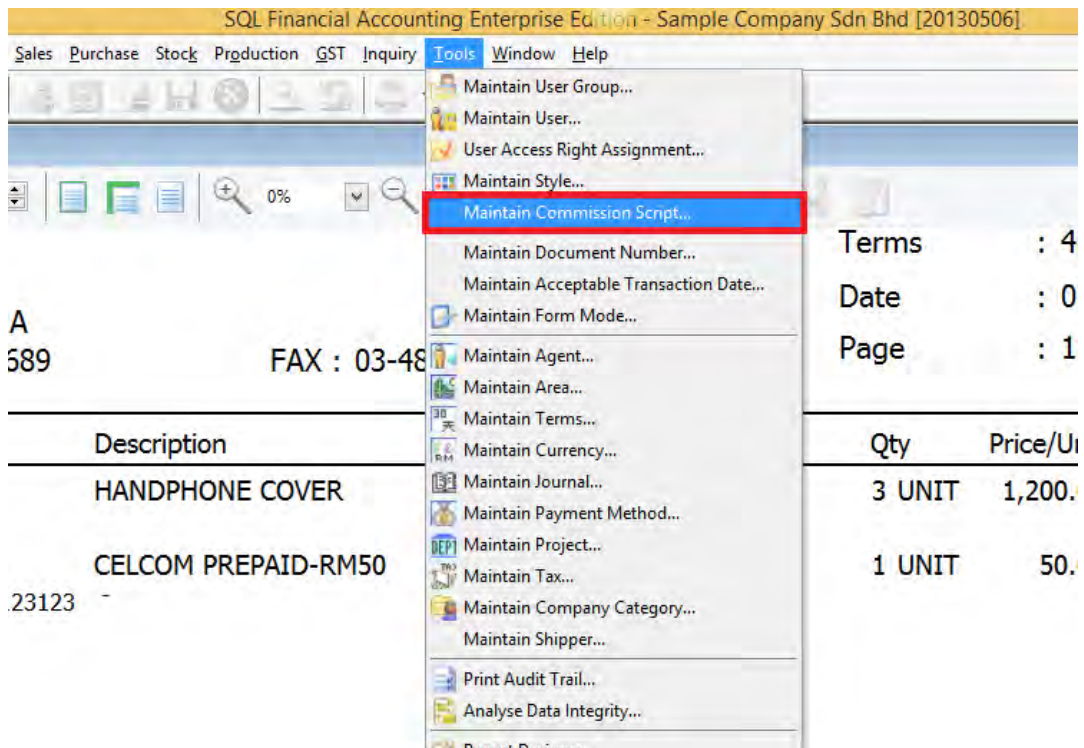 SQL Financial Accounting Enterprise Edition - Sample Company Sdn Bhd [20130506]
Sales Purchase Stock Production GST Inquiry Tools Window Help
Maintain User Group...
Maintain User...
User Access Right Assignment...
Maintain Style...
0%
Maintain Commission Script...
Terms : 4
Maintain Document Number...
Maintain Acceptable Transaction Date...
Date : 0
Maintain Form Mode...
A
689 FAX : 03-48
Page : 1
Maintain Agent...
Maintain Area...
Maintain Terms...
Description Qty Price/U
Maintain Currency...
Maintain Journal...
HANDPHONE COVER 3 UNIT 1,200.
Maintain Payment Method...
DEPT Maintain Project...
CELCOM PREPAID-RM50 1 UNIT 50.
Maintain Tax...
23123 -
Maintain Company Category...
Maintain Shipper...
Print Audit Trail...
Analyse Data Integrity...